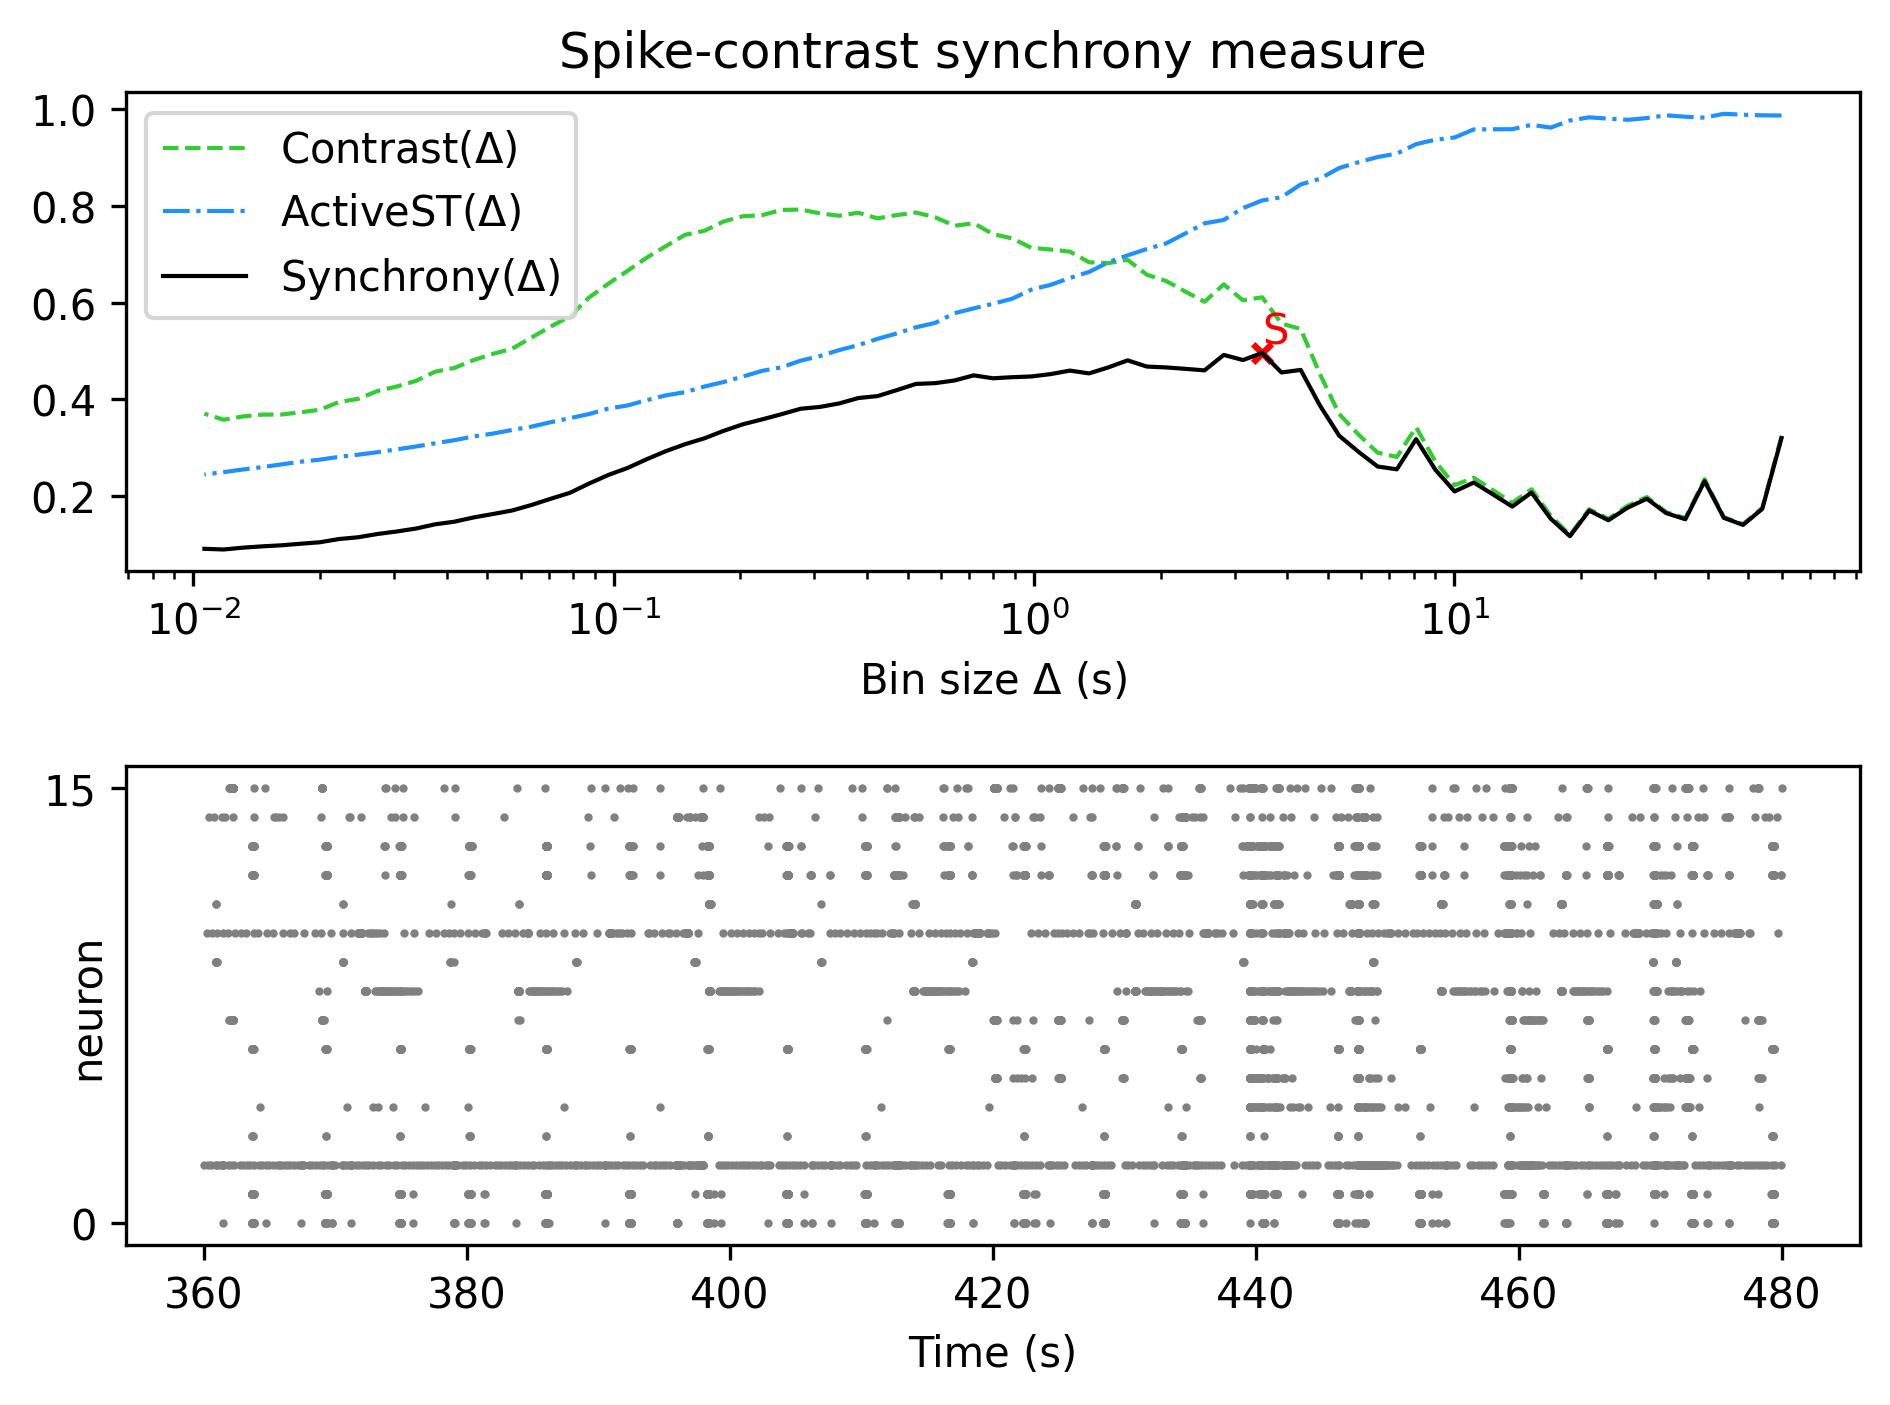 Spike-contrast synchrony measure
1.0
0.8
0.6
0.4
0.2
Contrast(Δ)
ActiveST(Δ)
Synchrony(Δ)
S
10⁻² 10⁻¹ 10⁰ 10¹
Bin size Δ (s)
15
0
neuron
360 380 400 420 440 460 480
Time (s)